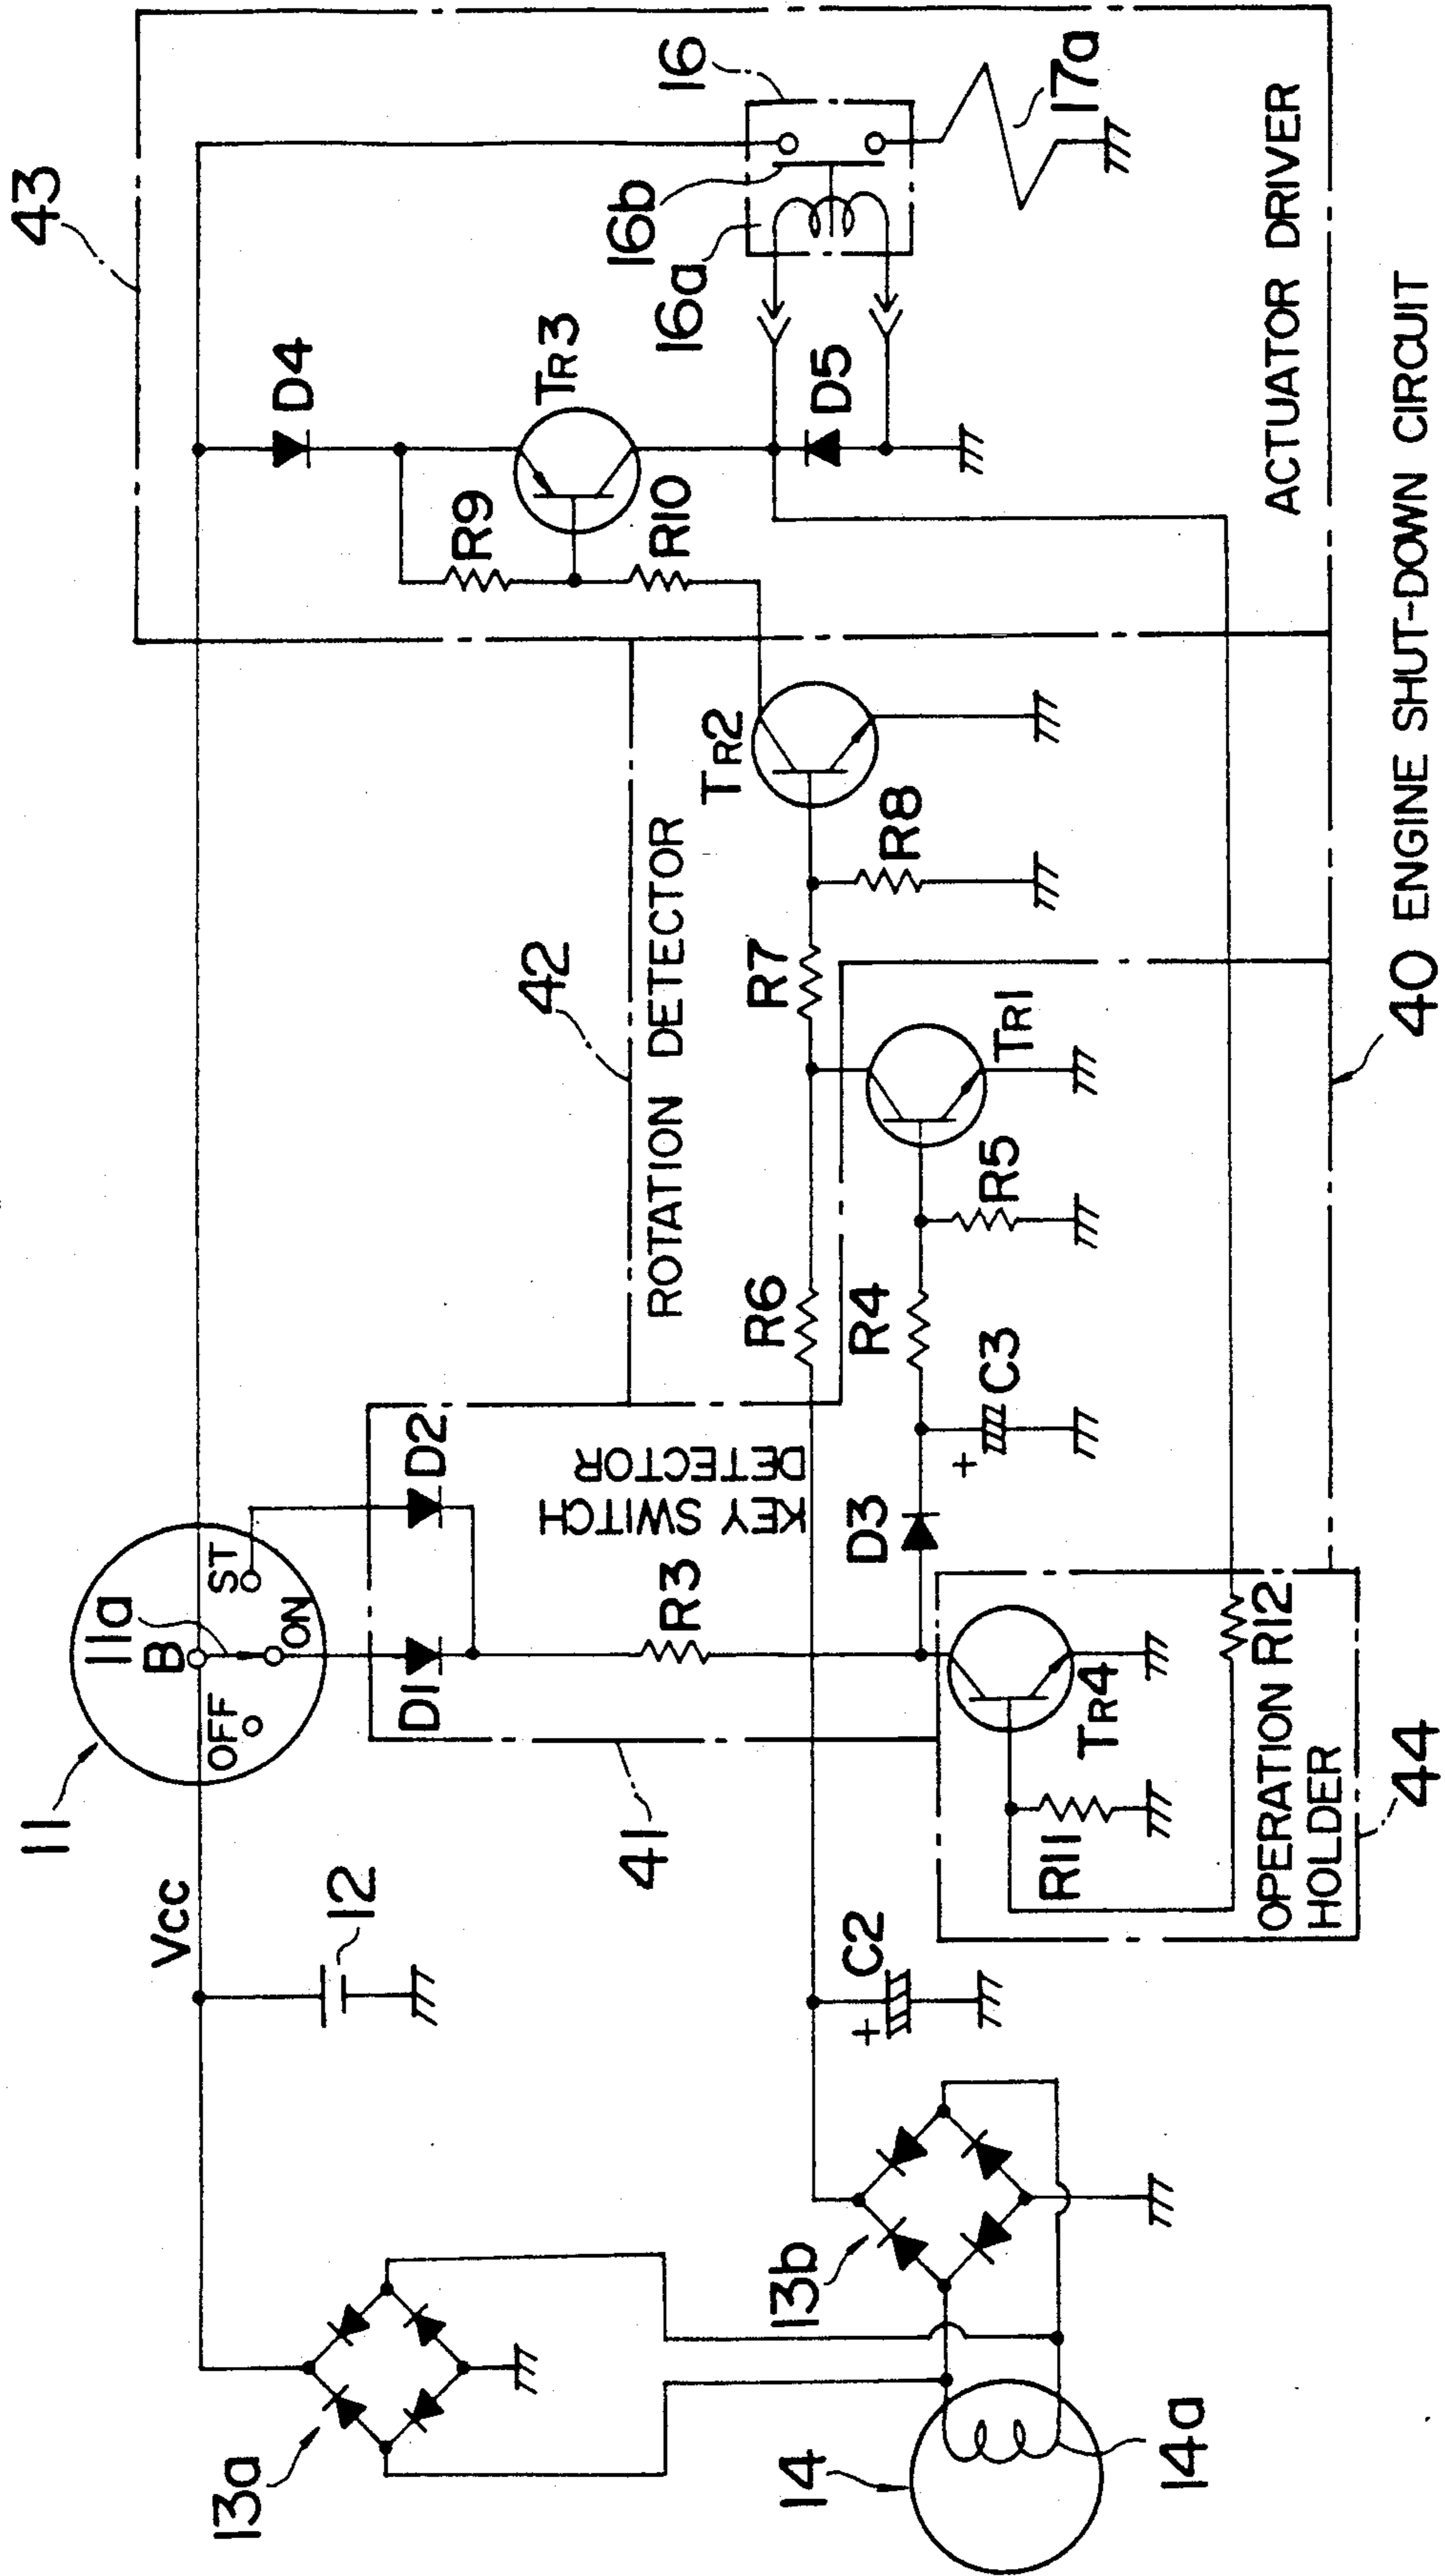 43
16
16b
16a
17a
D4
TR3
D5
R9
R10
ACTUATOR DRIVER
42
ROTATION DETECTOR
TR2
R8
R7
TR1
R6
R4
R5
C3
11
11a
B
OFF
ON
ST
D1
D2
KEY SWITCH
DETECTOR
R3
D3
41
TR4
R11
OPERATION R12
HOLDER
44
40 ENGINE SHUT-DOWN CIRCUIT
Vcc
12
C2
+
+
13a
13b
14
14a